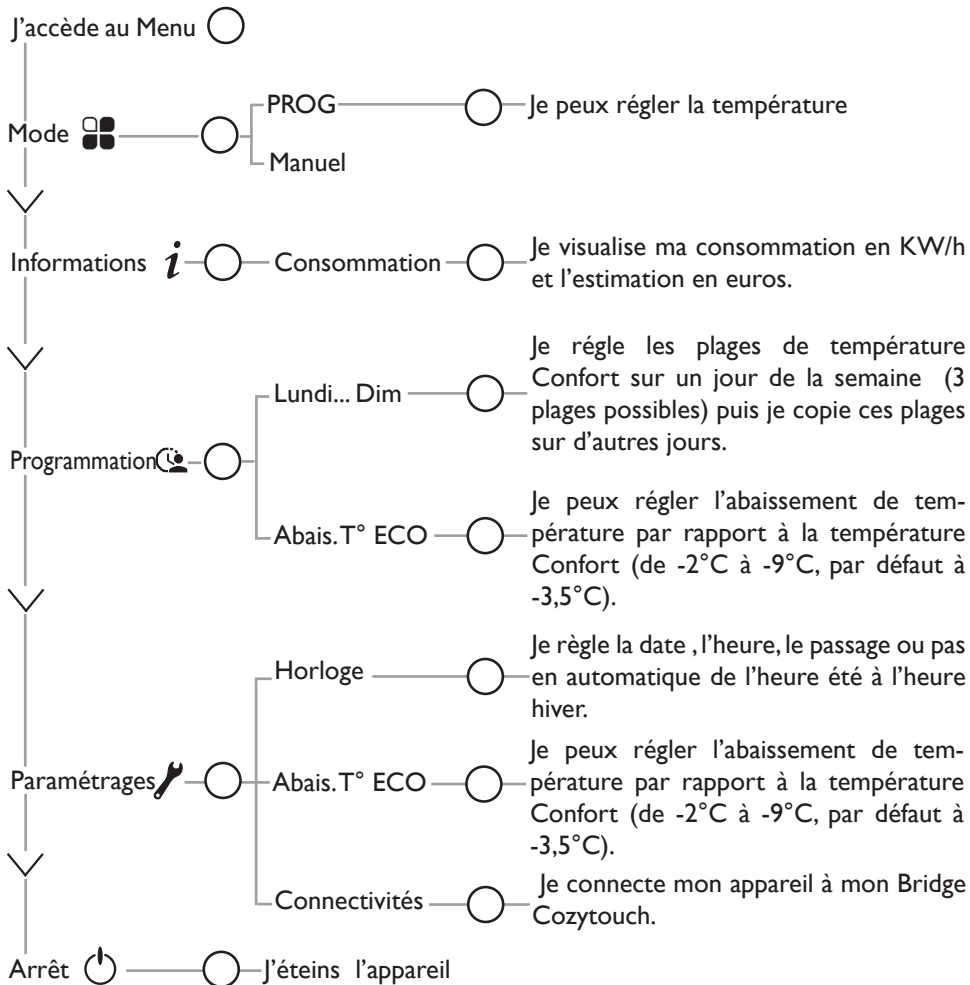 J'accède au Menu
Mode
PROG
Je peux régler la température
Manuel
Informations i
Consommation
Je visualise ma consommation en KW/h
et l'estimation en euros.
Programmation
Lundi... Dim
Je régle les plages de température
Confort sur un jour de la semaine (3
plages possibles) puis je copie ces plages
sur d'autres jours.
Abais.T° ECO
Je peux régler l'abaissement de tem-
pérature par rapport à la température
Confort (de -2°C à -9°C, par défaut à
-3,5°C).
Paramétrages
Horloge
Je règle la date , l'heure, le passage ou pas
en automatique de l'heure été à l'heure
hiver.
Abais.T° ECO
Je peux régler l'abaissement de tem-
pérature par rapport à la température
Confort (de -2°C à -9°C, par défaut à
-3,5°C).
Connectivités
Je connecte mon appareil à mon Bridge
Cozytouch.
Arrêt
J'éteins l'appareil